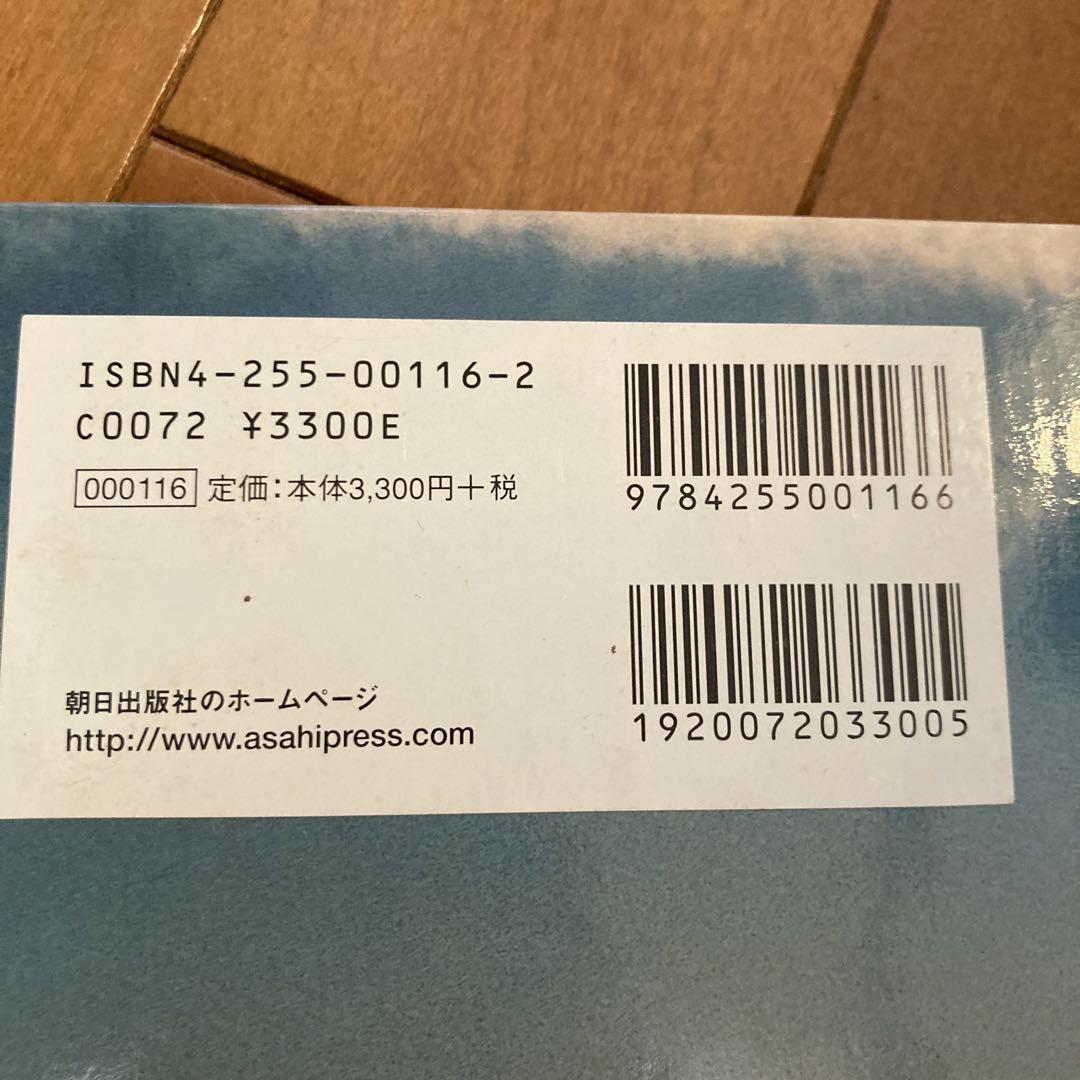 ISBN4-255-00116-2
C0072 ¥3300E
000116 定価：本体3,300円＋税
9784255001166
1920072033005
朝日出版社のホームページ
http://www.asahipress.com